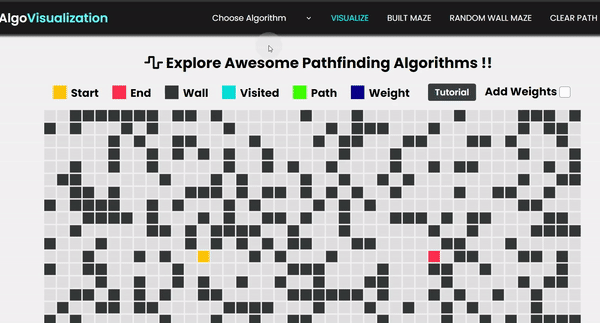 AlgoVisualization Choose Algorithm VISUALIZE BUILT MAZE RANDOM WALL MAZE CLEAR PATH
Explore Awesome Pathfinding Algorithms !!
Start End Wall Visited Path Weight Tutorial Add Weights